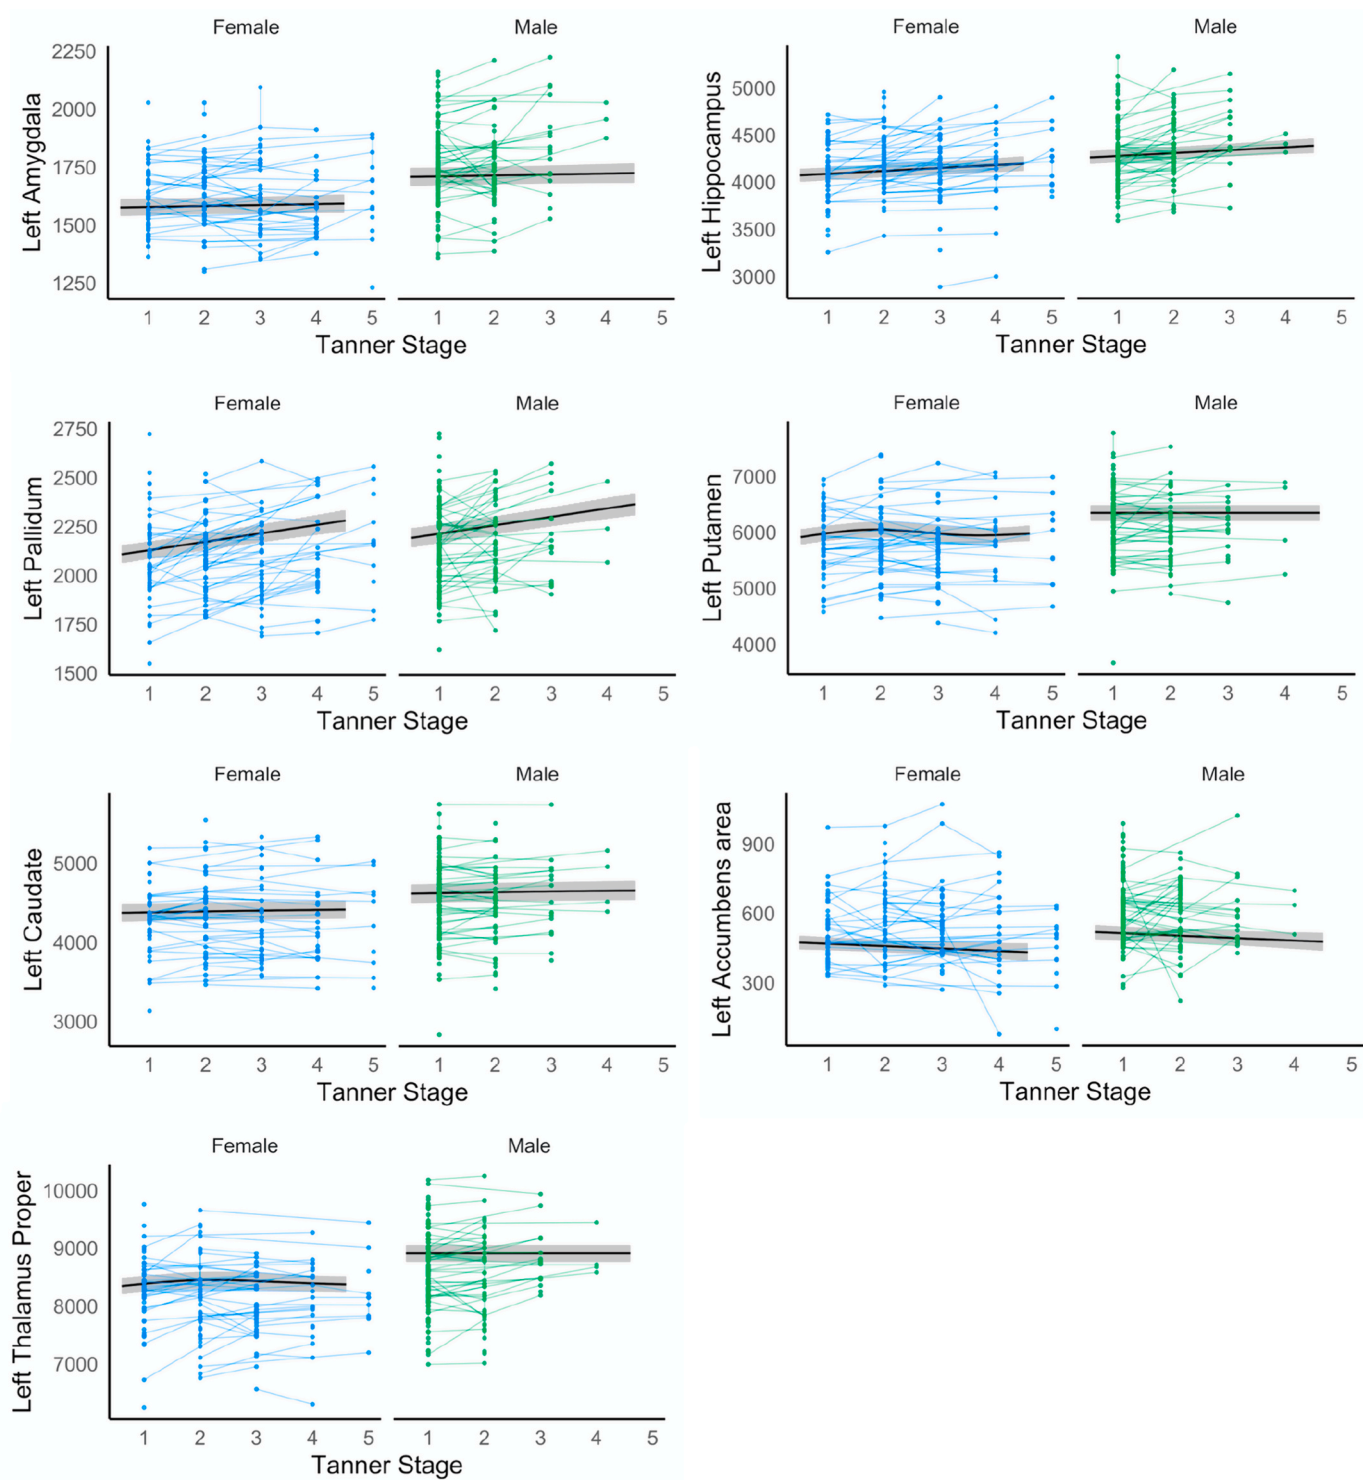 Female Male
Left Amygdala
2250
2000
1750
1500
1250
1 2 3 4 5 1 2 3 4 5
Tanner Stage
Female Male
Left Hippocampus
5000
4500
4000
3500
3000
1 2 3 4 5 1 2 3 4 5
Tanner Stage
Female Male
Left Pallidum
2750
2500
2250
2000
1750
1500
1 2 3 4 5 1 2 3 4 5
Tanner Stage
Female Male
Left Putamen
7000
6000
5000
4000
1 2 3 4 5 1 2 3 4 5
Tanner Stage
Female Male
Left Caudate
5000
4000
3000
1 2 3 4 5 1 2 3 4 5
Tanner Stage
Female Male
Left Accumbens area
900
600
300
1 2 3 4 5 1 2 3 4 5
Tanner Stage
Female Male
Left Thalamus Proper
10000
9000
8000
7000
1 2 3 4 5 1 2 3 4 5
Tanner Stage